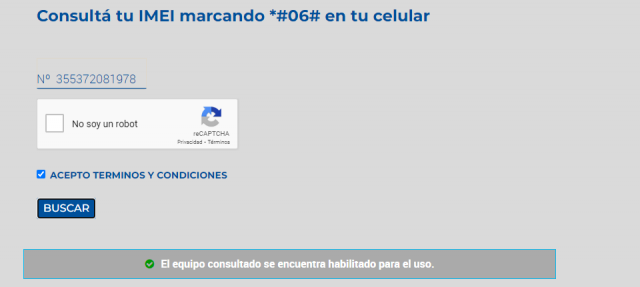 Consultá tu IMEI marcando *#06# en tu celular
Nº 355372081978
No soy un robot
reCAPTCHA
Privacidad - Términos
ACEPTO TERMINOS Y CONDICIONES
BUSCAR
El equipo consultado se encuentra habilitado para el uso.